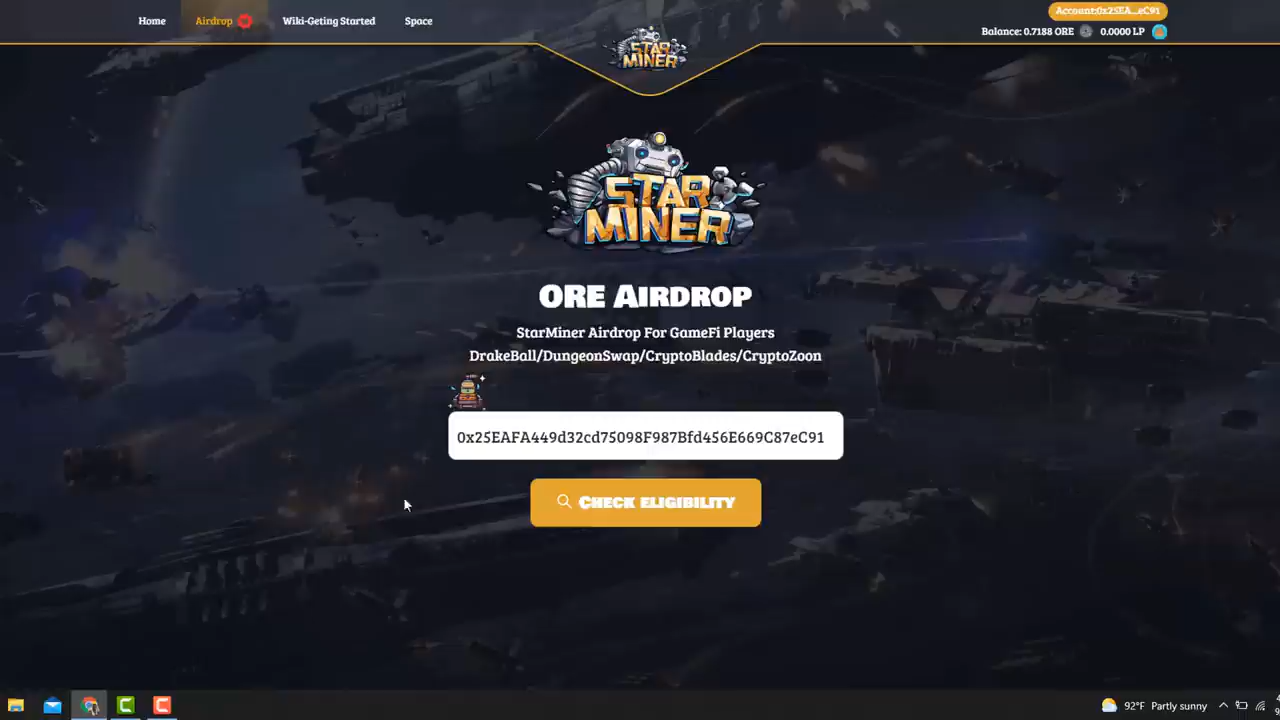 Home
Airdrop
Wiki-Geting Started
Space
Account:0x25EA...eC91
Balance: 0.7188 ORE
0.0000 LP
STAR
MINER
STAR
MINER
ORE Airdrop
StarMiner Airdrop For GameFi Players
DrakeBall/DungeonSwap/CryptoBlades/CryptoZoon
0x25EAFA449d32cd75098F987Bfd456E669C87eC91
Check eligibility
92°F Partly sunny